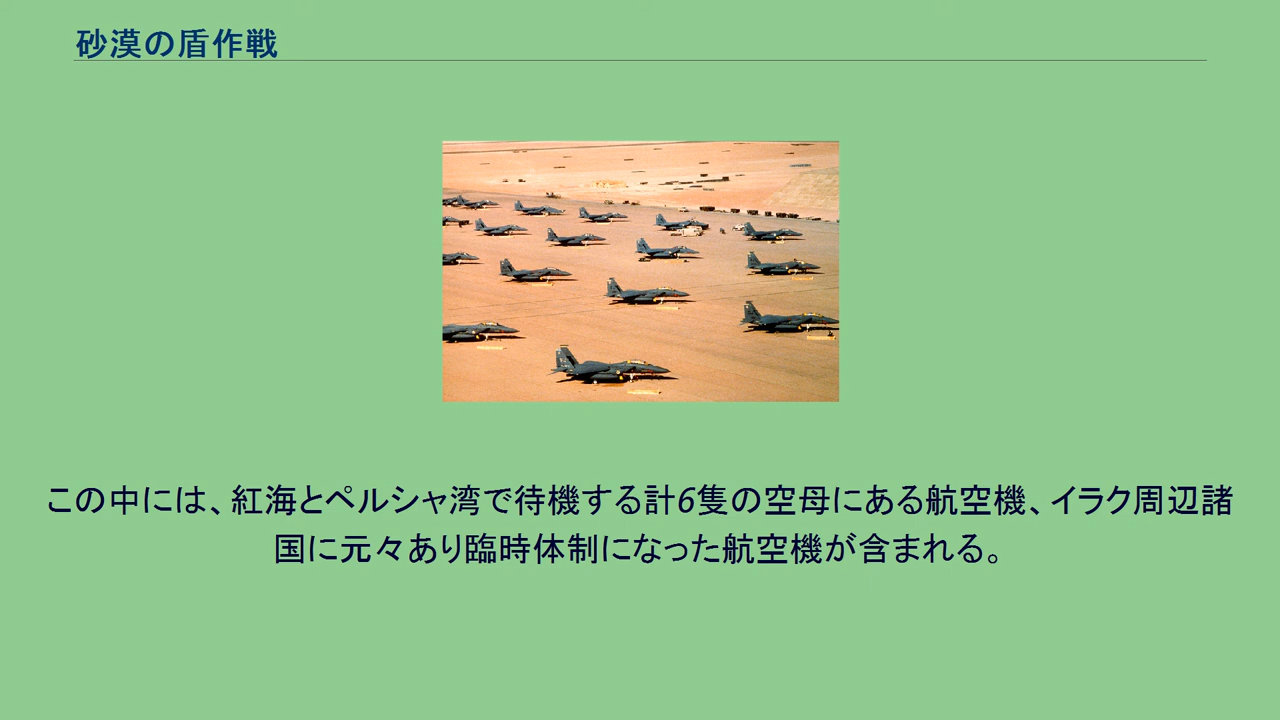 砂漠の盾作戦
この中には、紅海とペルシャ湾で待機する計6隻の空母にある航空機、イラク周辺諸
国に元々あり臨時体制になった航空機が含まれる。